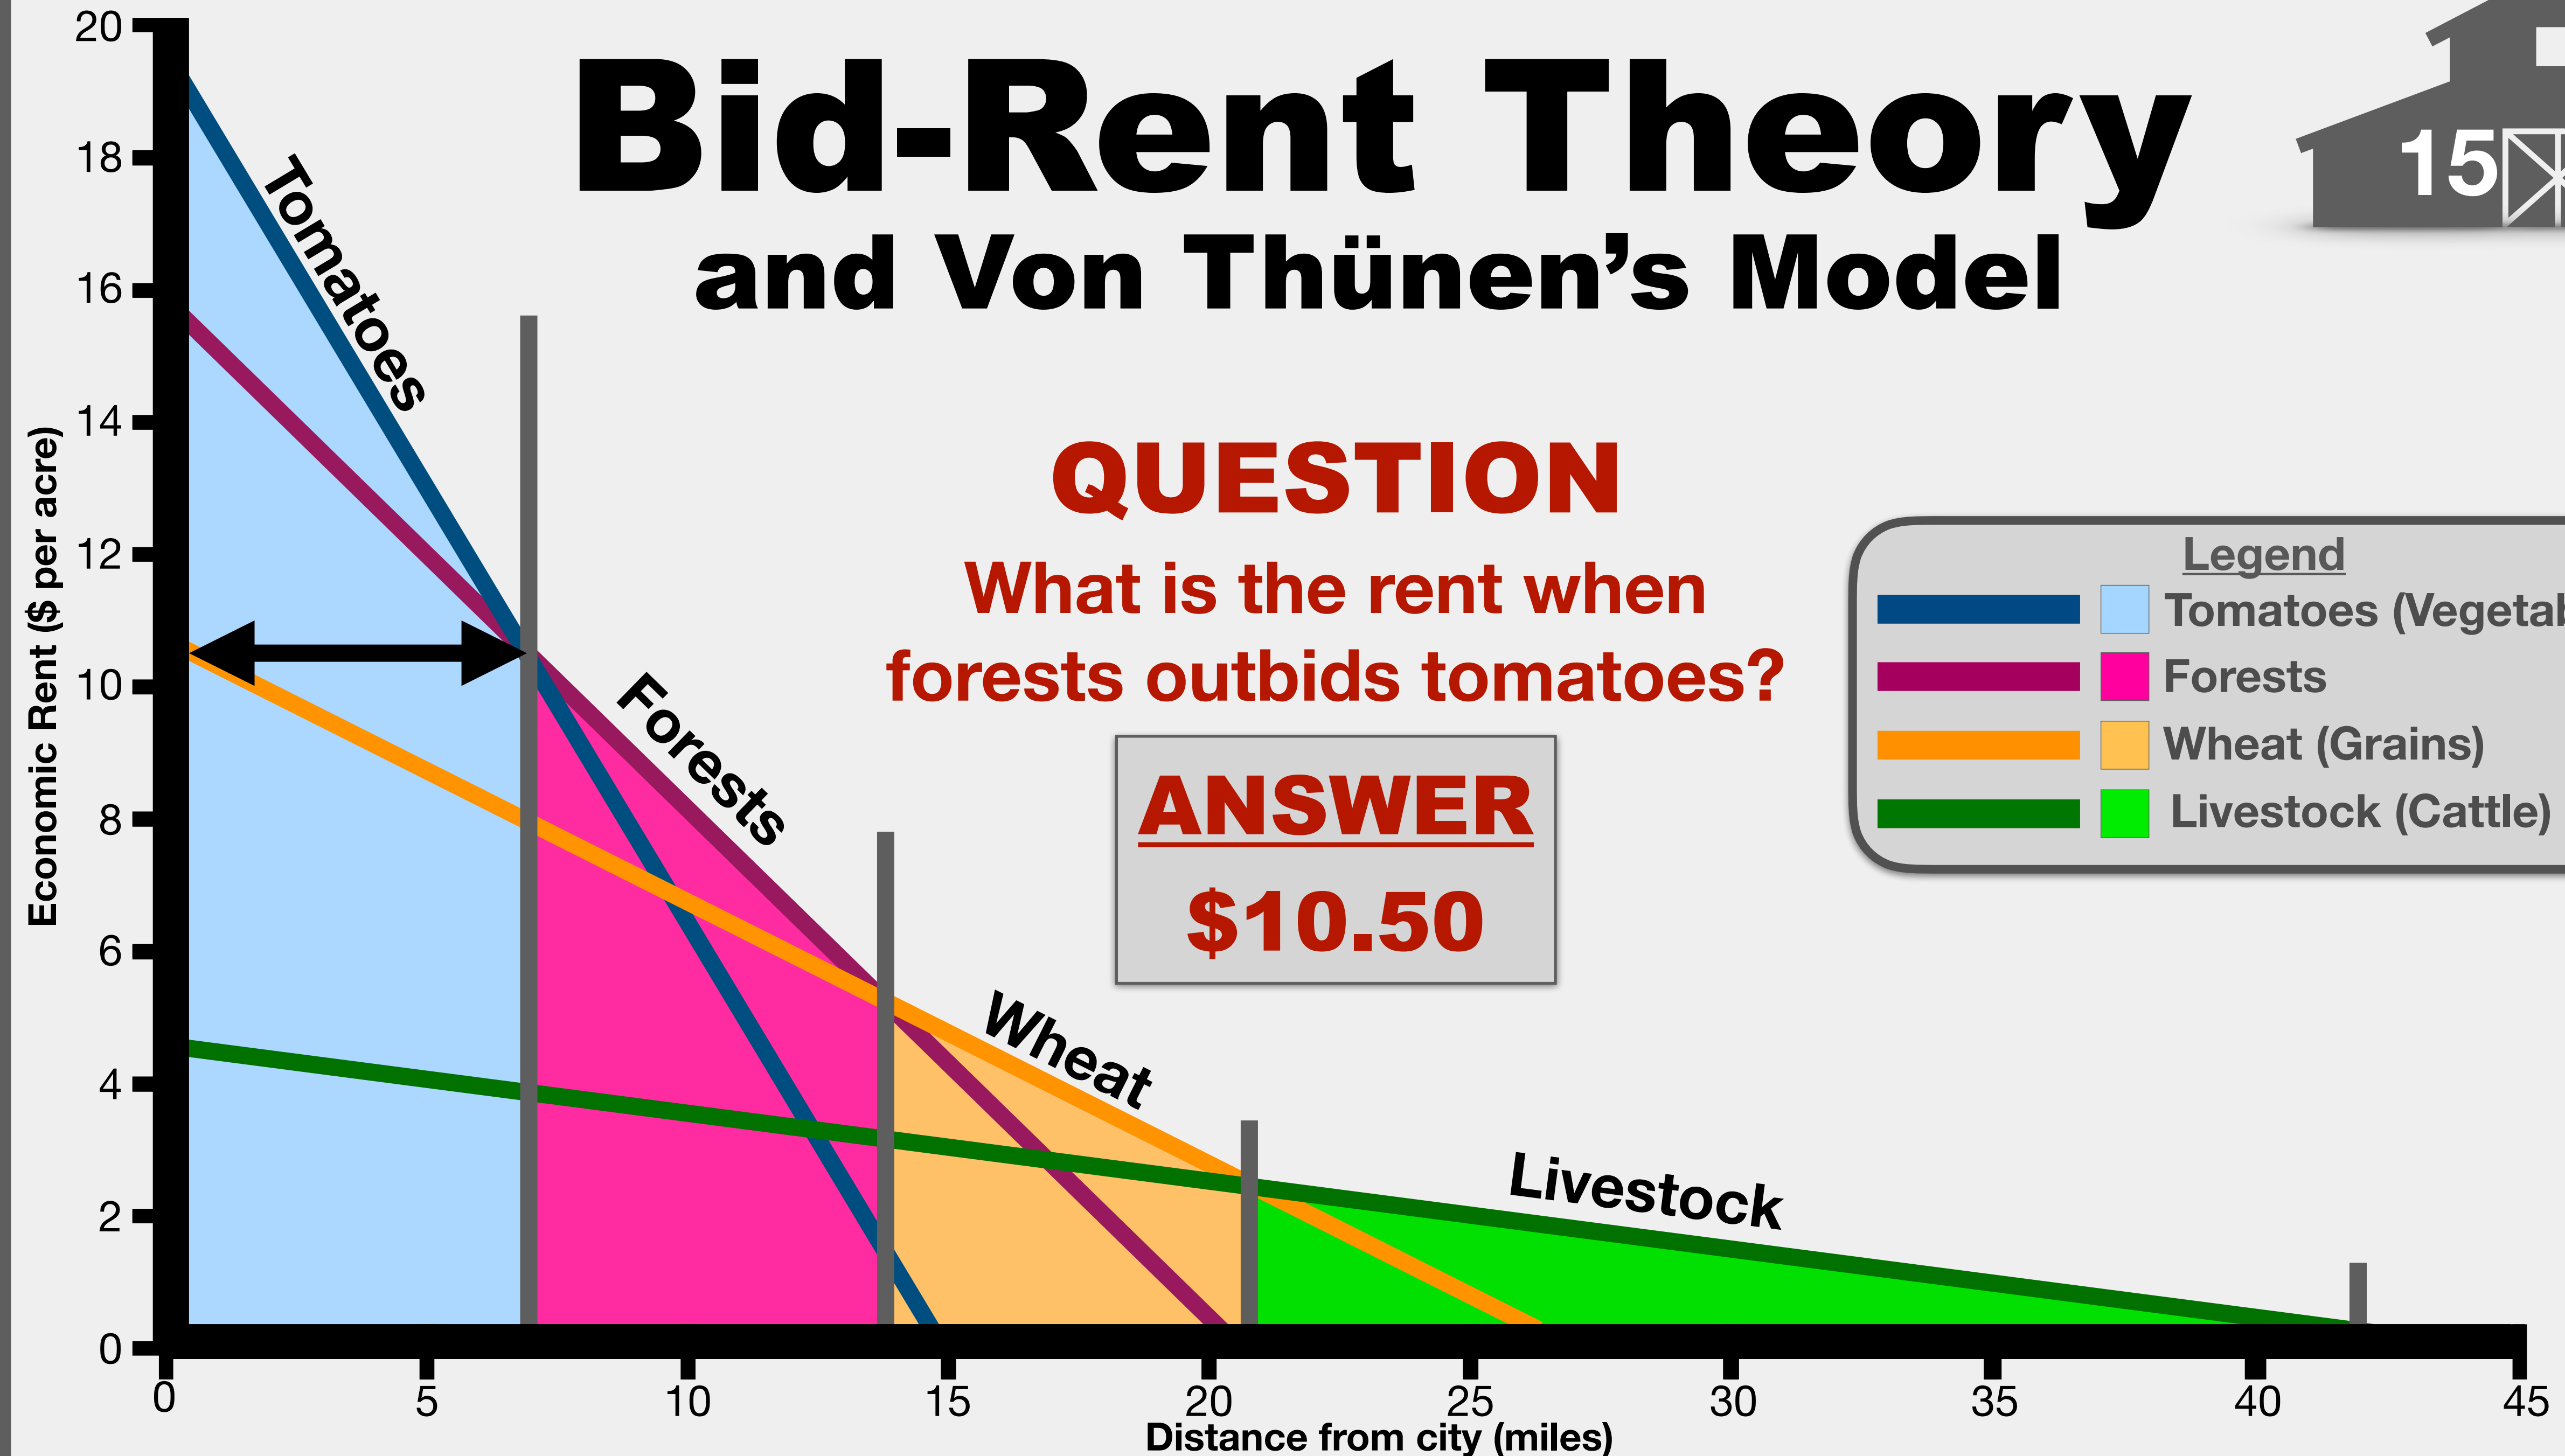 Bid-Rent Theory
and Von Thünen's Model
15
Economic Rent ($ per acre)
20
18
16
14
12
10
8
6
4
2
0
Tomatoes
Forests
Wheat
Livestock
QUESTION
What is the rent when
forests outbids tomatoes?
ANSWER
$10.50
Legend
Tomatoes
Forests
Wheat (Grains)
Livestock (Cattle)
0 5 10 15 20 25 30 35 40 45
Distance from city (miles)